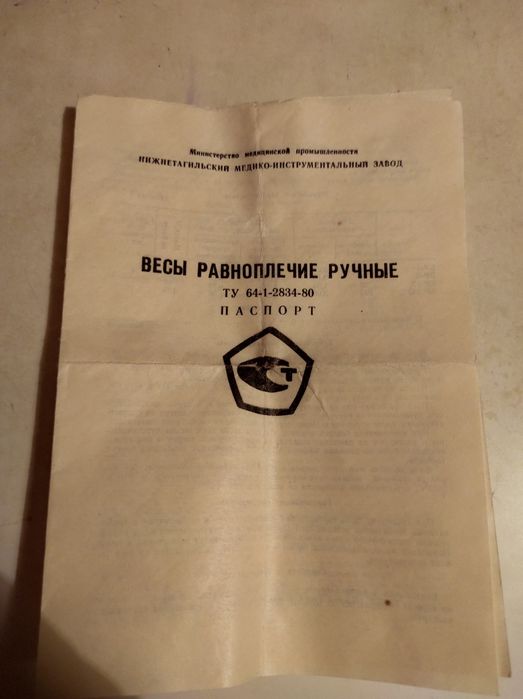 Министерство медицинской промышленности
НИЖНЕТАГИЛЬСКИЙ МЕДИКО-ИНСТРУМЕНТАЛЬНЫЙ ЗАВОД
ВЕСЫ РАВНОПЛЕЧИЕ РУЧНЫЕ
ТУ 64-1-2834-80
ПАСПОРТ